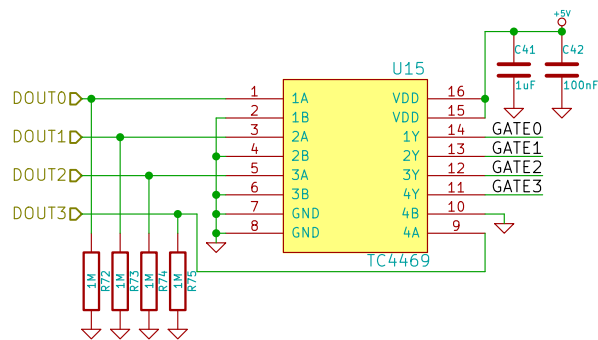 +5V
C41
C42
1uF
100nF
U15
DOUT0
1
1A
VDD
16
2
1B
VDD
15
DOUT1
3
2A
1Y
14
GATE0
4
2B
2Y
13
GATE1
DOUT2
5
3A
3Y
12
GATE2
6
3B
4Y
11
GATE3
DOUT3
7
GND
4B
10
8
GND
4A
9
TC4469
1M
R72
1M
R73
1M
R74
1M
R75